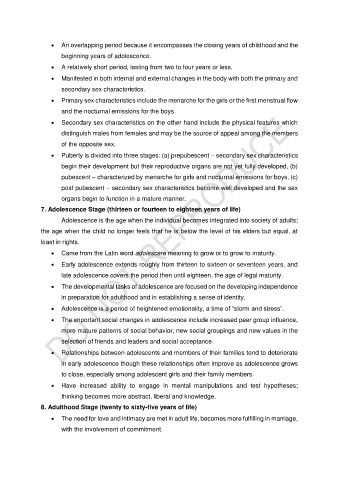 • An overlapping period because it encompasses the closing years of childhood and the
beginning years of adolescence.
• A relatively short period, lasting from two to four years or less.
• Manifested in both internal and external changes in the body with both the primary and
secondary sex characteristics.
• Primary sex characteristics include the menarche for the girls or the first menstrual flow
and the nocturnal emissions for the boys.
• Secondary sex characteristics on the other hand include the physical features which
distinguish males from females and may be the source of appeal among the members
of the opposite sex.
• Puberty is divided into three stages: (a) prepubescent – secondary sex characteristics
begin their development but their reproductive organs are not yet fully developed, (b)
pubescent – characterized by menarche for girls and nocturnal emissions for boys, (c)
post pubescent – secondary sex characteristics become well developed and the sex
organs begin to function in a mature manner.
7. Adolescence Stage (thirteen or fourteen to eighteen years of life)
Adolescence is the age when the individual becomes integrated into society of adults;
the age when the child no longer feels that he is below the level of his elders but equal, at
least in rights.
• Came from the Latin word adolescere meaning to grow or to grow to maturity.
• Early adolescence extends roughly from thirteen to sixteen or seventeen years, and
late adolescence covers the period then until eighteen, the age of legal maturity.
• The developmental tasks of adolescence are focused on the developing independence
in preparation for adulthood and in establishing a sense of identity.
• Adolescence is a period of heightened emotionality, a time of “storm and stress”.
• The important social changes in adolescence include increased peer group influence,
more mature patterns of social behavior, new social groupings and new values in the
selection of friends and leaders and social acceptance.
• Relationships between adolescents and members of their families tend to deteriorate
in early adolescence though these relationships often improve as adolescence grows
to close, especially among adolescent girls and their family members.
• Have increased ability to engage in mental manipulations and test hypotheses;
thinking becomes more abstract, liberal and knowledge.
8. Adulthood Stage (twenty to sixty-five years of life)
• The need for love and intimacy are met in adult life, becomes more fulfilling in marriage,
with the involvement of commitment.
DO NOT REPRODUCE